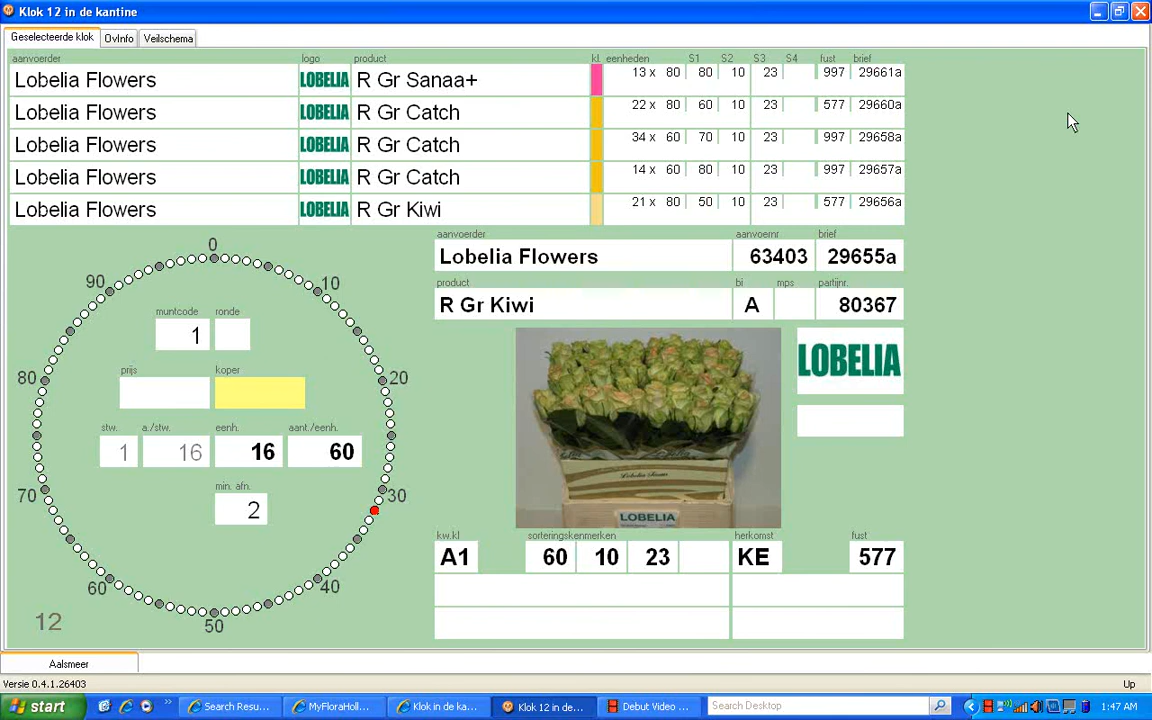 Klok 12 in de kantine
Geselecteerde klok OvInfo Veilschema
aanvoerder logo product kl. eenheden S1 S2 S3 S4 fust brief
Lobelia Flowers LOBELIA R Gr Sanaa+ 13 x 80 80 10 23 997 29661a
Lobelia Flowers LOBELIA R Gr Catch 22 x 80 60 10 23 577 29660a
Lobelia Flowers LOBELIA R Gr Catch 34 x 60 70 10 23 997 29658a
Lobelia Flowers LOBELIA R Gr Catch 14 x 60 80 10 23 997 29657a
Lobelia Flowers LOBELIA R Gr Kiwi 21 x 80 50 10 23 577 29656a
aanvoerder aanvoernr brief
Lobelia Flowers 63403 29655a
product bi mps partijnr.
R Gr Kiwi A 80367
LOBELIA
Lobelia
LOBELIA
kw.kl sorteringskenmerken herkomst fust
A1 60 10 23 KE 577
0
10
20
30
40
50
60
70
80
90
muntcode ronde
1
prijs koper
stw. a./stw. eenh. aant./eenh.
1 16 16 60
min. afn.
2
12
Aalsmeer
Versie 0.4.1.26403 Up
start Search Resu... MyFloraHoll... Klok in de ka... Klok 12 in de... Debut Video ... Search Desktop 1:47 AM